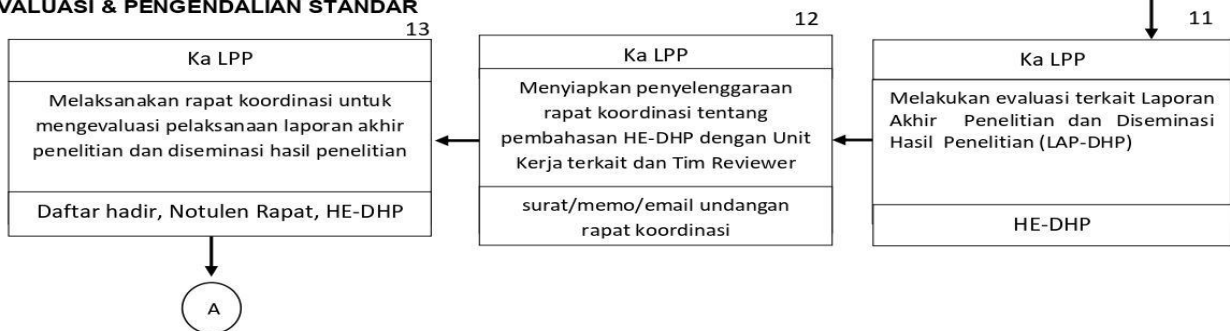 VALUASI & PENGENDALIAN STANDAR
13
Ka LPP
Melaksanakan rapat koordinasi untuk
mengevaluasi pelaksanaan laporan akhir
penelitian dan diseminasi hasil penelitian
Daftar hadir, Notulen Rapat, HE-DHP
A
12
Ka LPP
Menyiapkan penyelenggaraan
rapat koordinasi tentang
pembahasan HE-DHP dengan Unit
Kerja terkait dan Tim Reviewer
surat/memo/email undangan
rapat koordinasi
11
Ka LPP
Melakukan evaluasi terkait Laporan
Akhir Penelitian dan Diseminasi
Hasil Penelitian (LAP-DHP)
HE-DHP